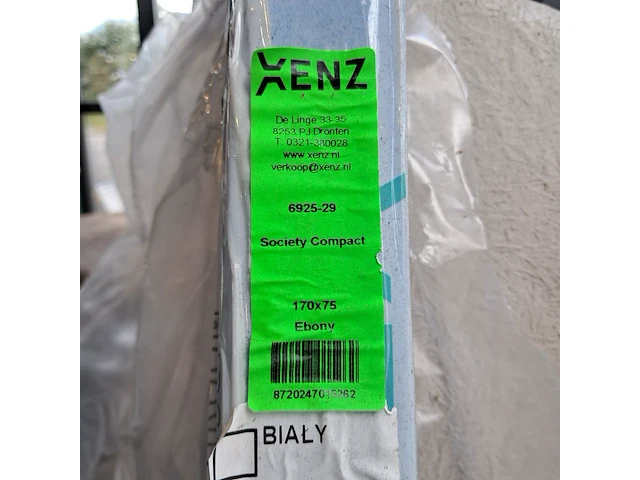 XENZ
De Linge 33-35
8253 PJ Dronten
T. 0321-380028
www.xenz.nl
verkoop@xenz.nl
6925-29
Society Compact
170x75
Ebony
BIAŁY